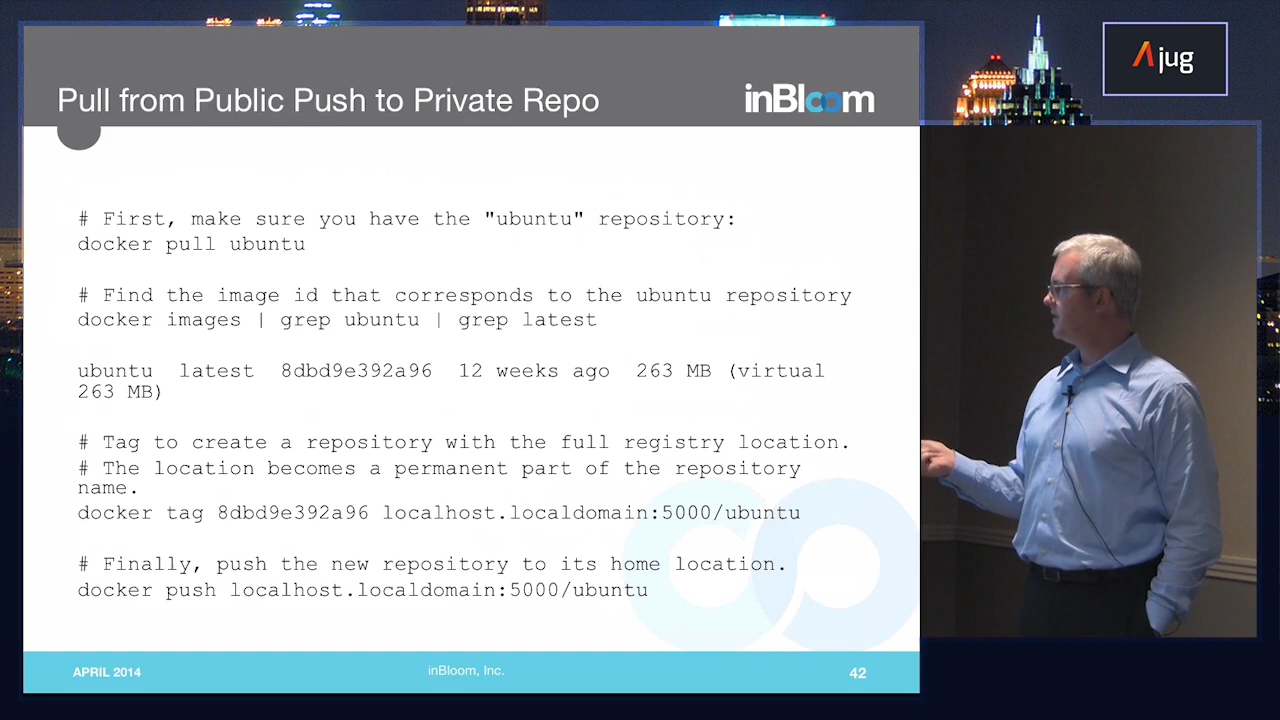 Pull from Public Push to Private Repo
inBloom
# First, make sure you have the "ubuntu" repository:
docker pull ubuntu
# Find the image id that corresponds to the ubuntu repository
docker images | grep ubuntu | grep latest
ubuntu  latest  8dbd9e392a96  12 weeks ago  263 MB (virtual
263 MB)
# Tag to create a repository with the full registry location.
# The location becomes a permanent part of the repository
name.
docker tag 8dbd9e392a96 localhost.localdomain:5000/ubuntu
# Finally, push the new repository to its home location.
docker push localhost.localdomain:5000/ubuntu
APRIL 2014
inBloom, Inc.
42
Ajug